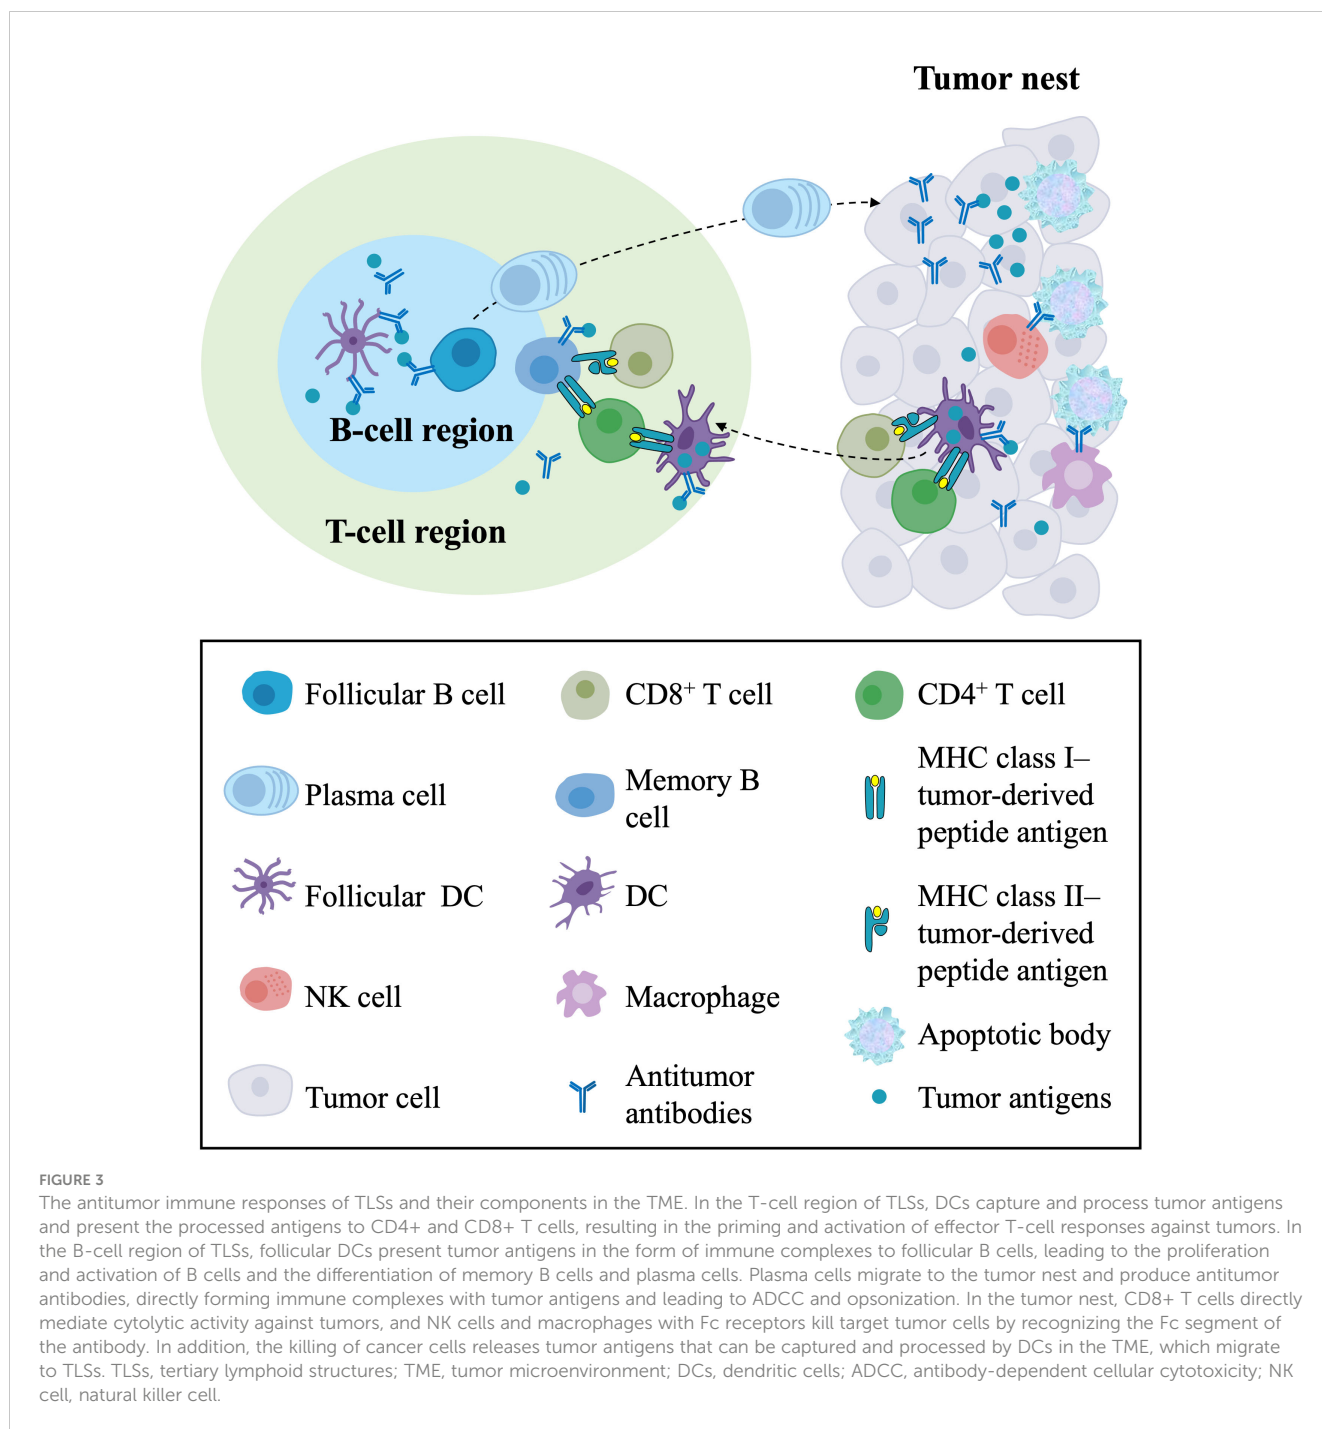 Tumor nest
B-cell region
T-cell region
Follicular B cell
CD8+ T cell
CD4+ T cell
Plasma cell
Memory B
cell
MHC class I–
tumor-derived
peptide antigen
Follicular DC
DC
MHC class II–
tumor-derived
peptide antigen
NK cell
Macrophage
Apoptotic body
Tumor cell
Antitumor
antibodies
Tumor antigens
FIGURE 3
The antitumor immune responses of TLSs and their components in the TME. In the T-cell region of TLSs, DCs capture and process tumor antigens
and present the processed antigens to CD4+ and CD8+ T cells, resulting in the priming and activation of effector T-cell responses against tumors. In
the B-cell region of TLSs, follicular DCs present tumor antigens in the form of immune complexes to follicular B cells, leading to the proliferation
and activation of B cells and the differentiation of memory B cells and plasma cells. Plasma cells migrate to the tumor nest and produce antitumor
antibodies, directly forming immune complexes with tumor antigens and leading to ADCC and opsonization. In the tumor nest, CD8+ T cells directly
mediate cytolytic activity against tumors, and NK cells and macrophages with Fc receptors kill target tumor cells by recognizing the Fc segment of
the antibody. In addition, the killing of cancer cells releases tumor antigens that can be captured and processed by DCs in the TME, which migrate
to TLSs. TLSs, tertiary lymphoid structures; TME, tumor microenvironment; DCs, dendritic cells; ADCC, antibody-dependent cellular cytotoxicity; NK
cell, natural killer cell.